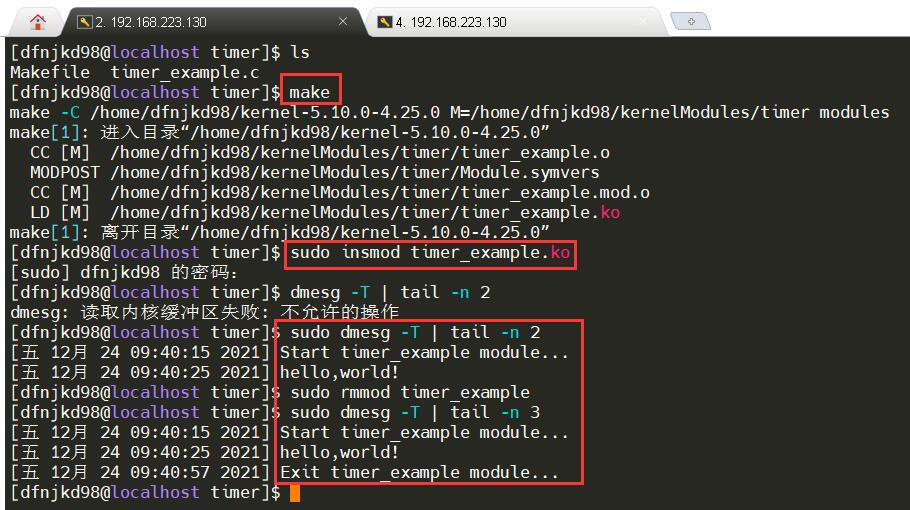 2. 192.168.223.130
4. 192.168.223.130
[dfnjkd98@localhost timer]$ ls
Makefile  timer_example.c
[dfnjkd98@localhost timer]$ make
make -C /home/dfnjkd98/kernel-5.10.0-4.25.0 M=/home/dfnjkd98/kernelModules/timer modules
make[1]: 进入目录“/home/dfnjkd98/kernel-5.10.0-4.25.0”
  CC [M]  /home/dfnjkd98/kernelModules/timer/timer_example.o
  MODPOST /home/dfnjkd98/kernelModules/timer/Module.symvers
  CC [M]  /home/dfnjkd98/kernelModules/timer/timer_example.mod.o
  LD [M]  /home/dfnjkd98/kernelModules/timer/timer_example.ko
make[1]: 离开目录“/home/dfnjkd98/kernel-5.10.0-4.25.0”
[dfnjkd98@localhost timer]$ sudo insmod timer_example.ko
[sudo] dfnjkd98 的密码：
[dfnjkd98@localhost timer]$ dmesg -T | tail -n 2
dmesg: 读取内核缓冲区失败: 不允许的操作
[dfnjkd98@localhost timer]$ sudo dmesg -T | tail -n 2
[五 12月 24 09:40:15 2021] Start timer_example module...
[五 12月 24 09:40:25 2021] hello,world!
[dfnjkd98@localhost timer]$ sudo rmmod timer_example
[dfnjkd98@localhost timer]$ sudo dmesg -T | tail -n 3
[五 12月 24 09:40:15 2021] Start timer_example module...
[五 12月 24 09:40:25 2021] hello,world!
[五 12月 24 09:40:57 2021] Exit timer_example module...
[dfnjkd98@localhost timer]$